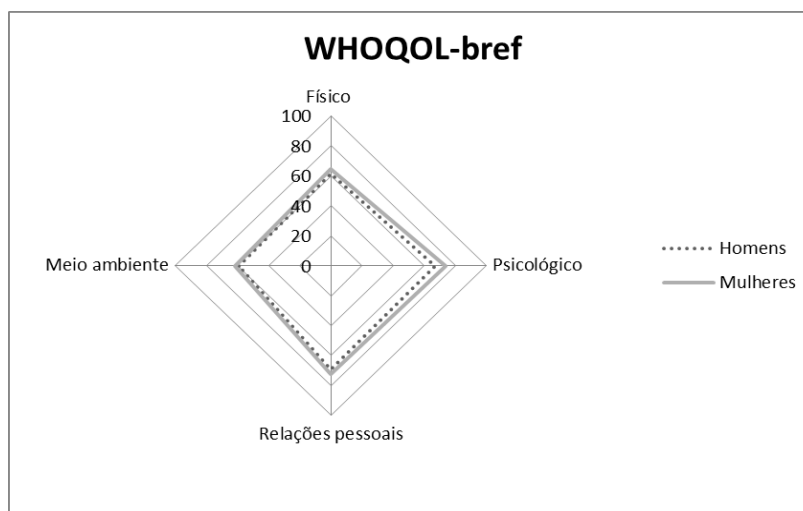 WHOQOL-bref
Físico
100
80
60
40
20
0
Meio ambiente
Psicológico
Relações pessoais
Homens
Mulheres